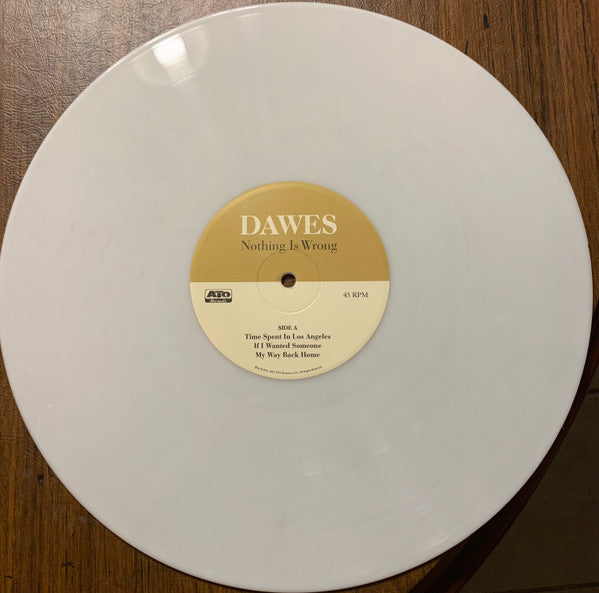 DAWES
Nothing Is Wrong
ATO
Records
45 RPM
SIDE A
Time Spent In Los Angeles
If I Wanted Someone
My Way Back Home